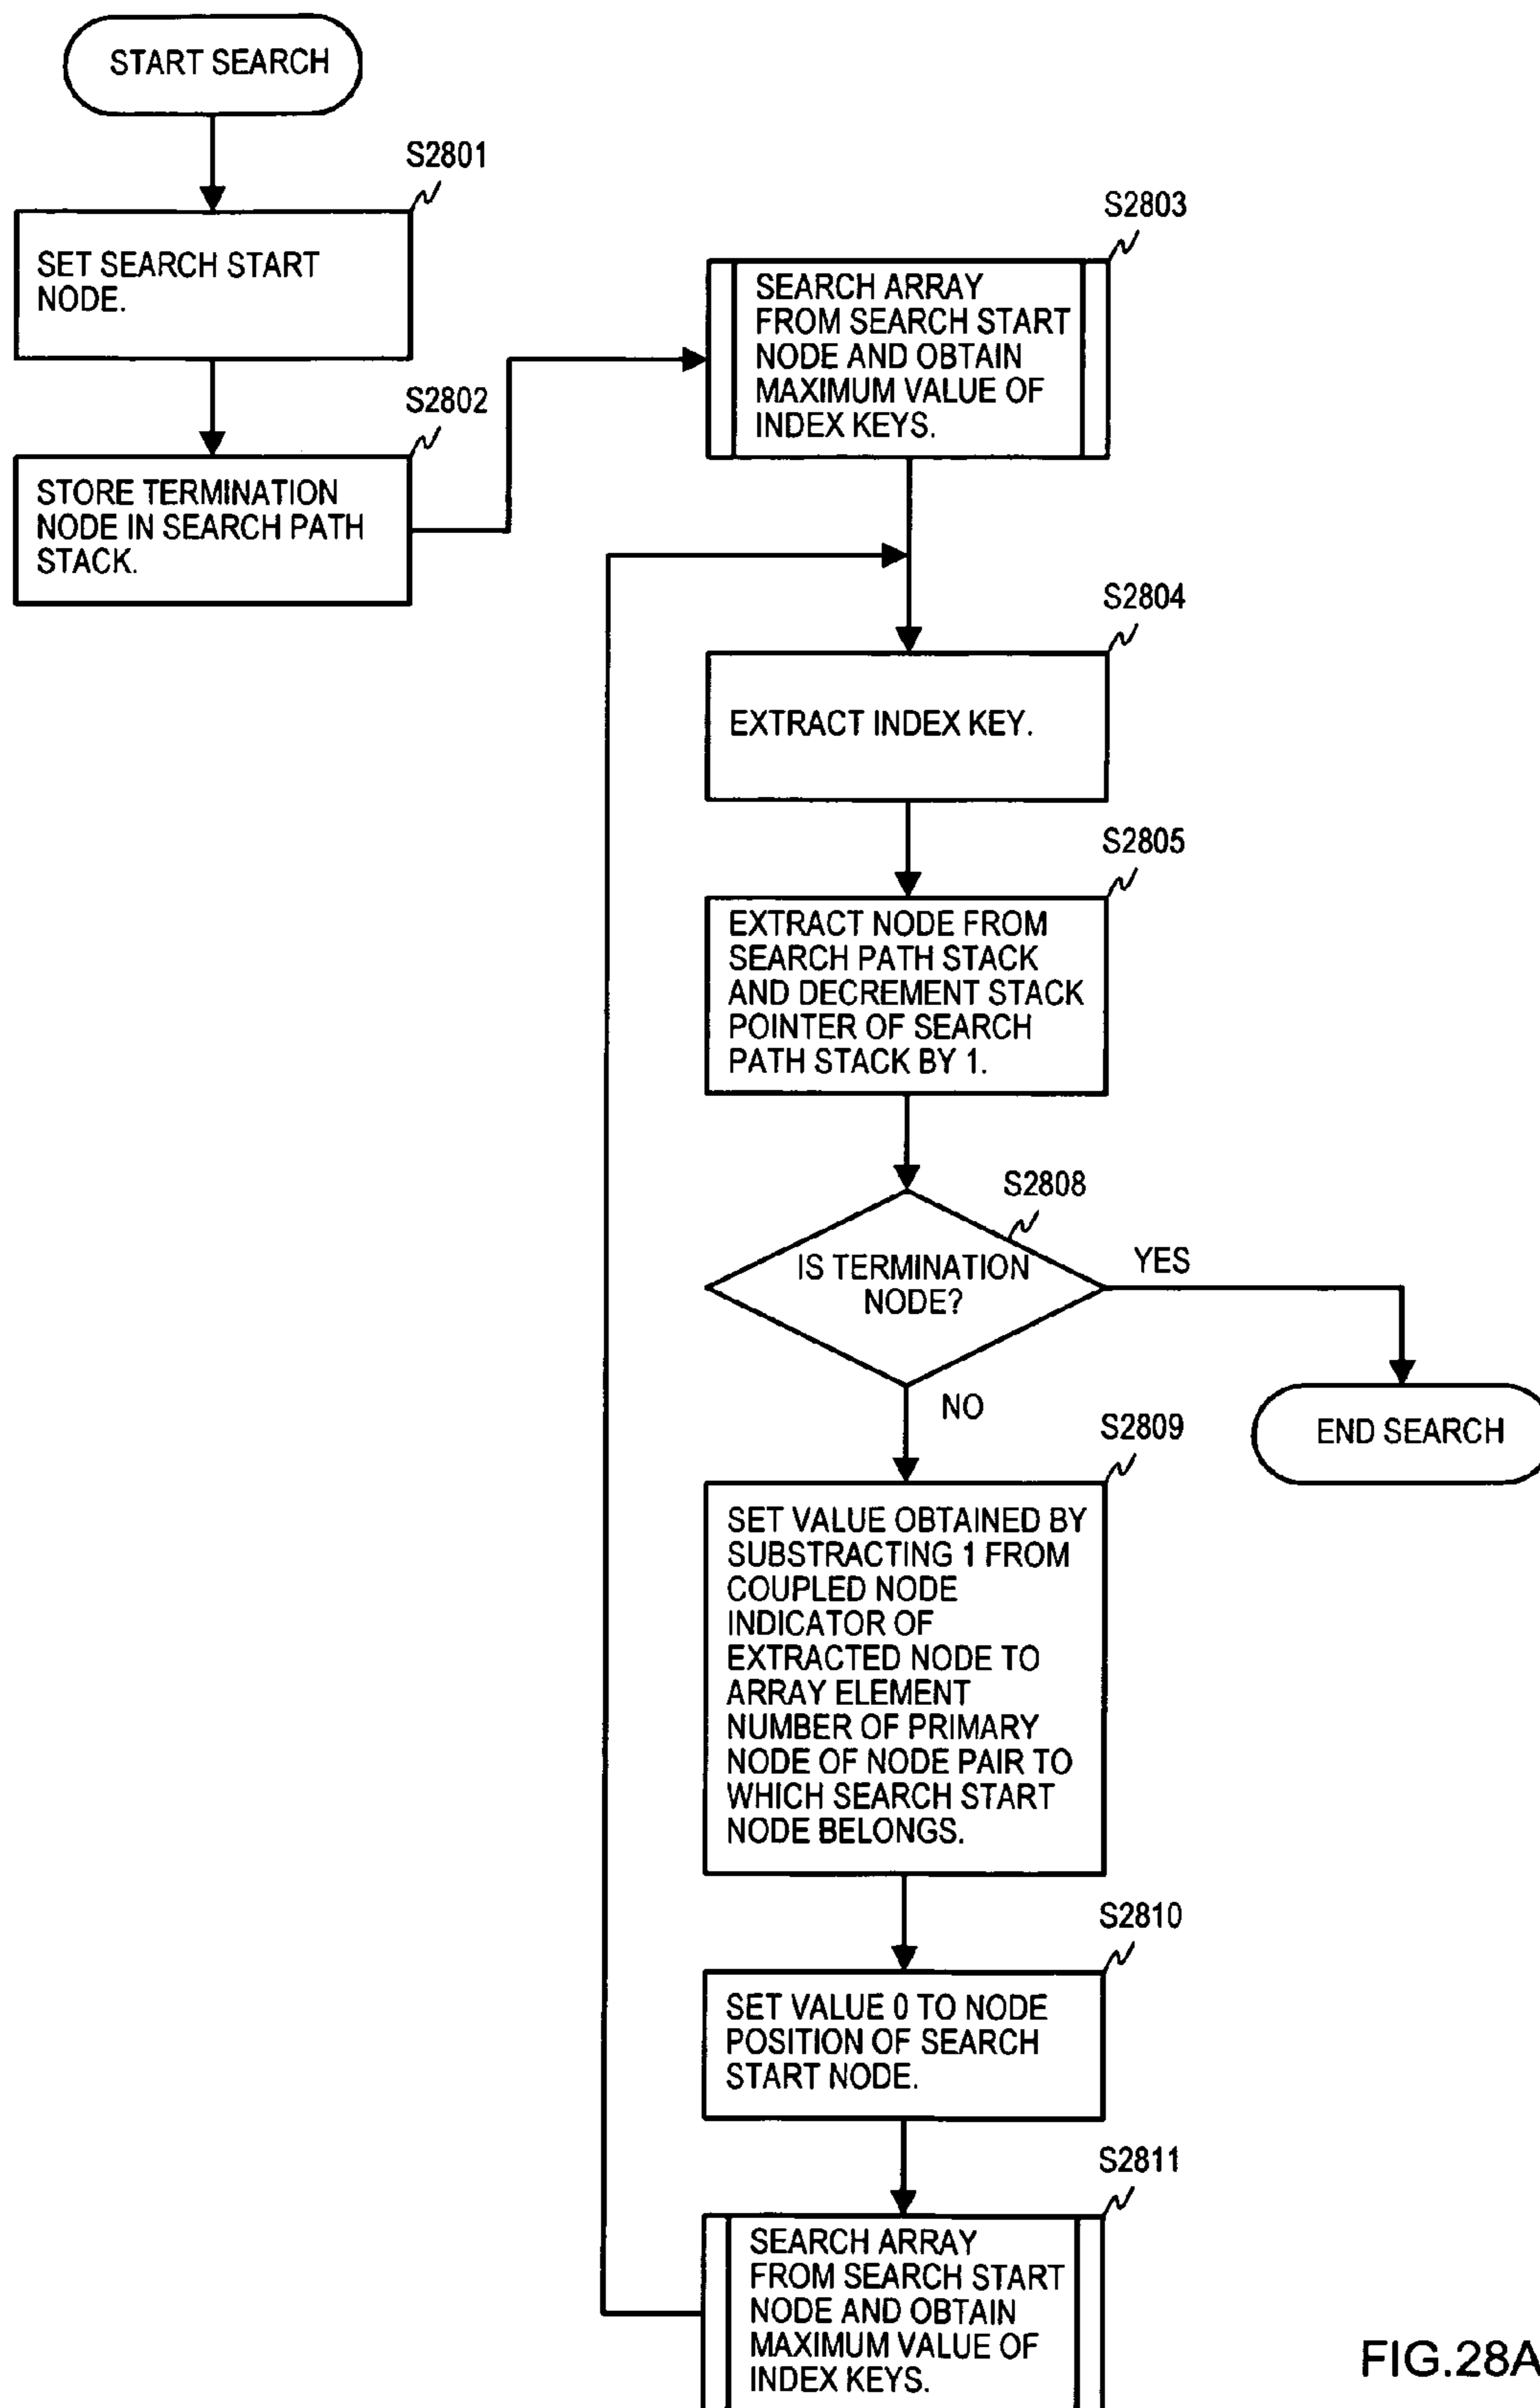 START SEARCH
S2801
SET SEARCH START
NODE.
S2802
STORE TERMINATION
NODE IN SEARCH PATH
STACK.
S2803
SEARCH ARRAY
FROM SEARCH START
NODE AND OBTAIN
MAXIMUM VALUE OF
INDEX KEYS.
S2804
EXTRACT INDEX KEY.
S2805
EXTRACT NODE FROM
SEARCH PATH STACK
AND DECREMENT STACK
POINTER OF SEARCH
PATH STACK BY 1.
S2808
IS TERMINATION
NODE?
YES
NO
END SEARCH
S2809
SET VALUE OBTAINED BY
SUBSTRACTING 1 FROM
COUPLED NODE
INDICATOR OF
EXTRACTED NODE TO
ARRAY ELEMENT
NUMBER OF PRIMARY
NODE OF NODE PAIR TO
WHICH SEARCH START
NODE BELONGS.
S2810
SET VALUE 0 TO NODE
POSITION OF SEARCH
START NODE.
S2811
SEARCH ARRAY
FROM SEARCH START
NODE AND OBTAIN
MAXIMUM VALUE OF
INDEX KEYS.
FIG.28A